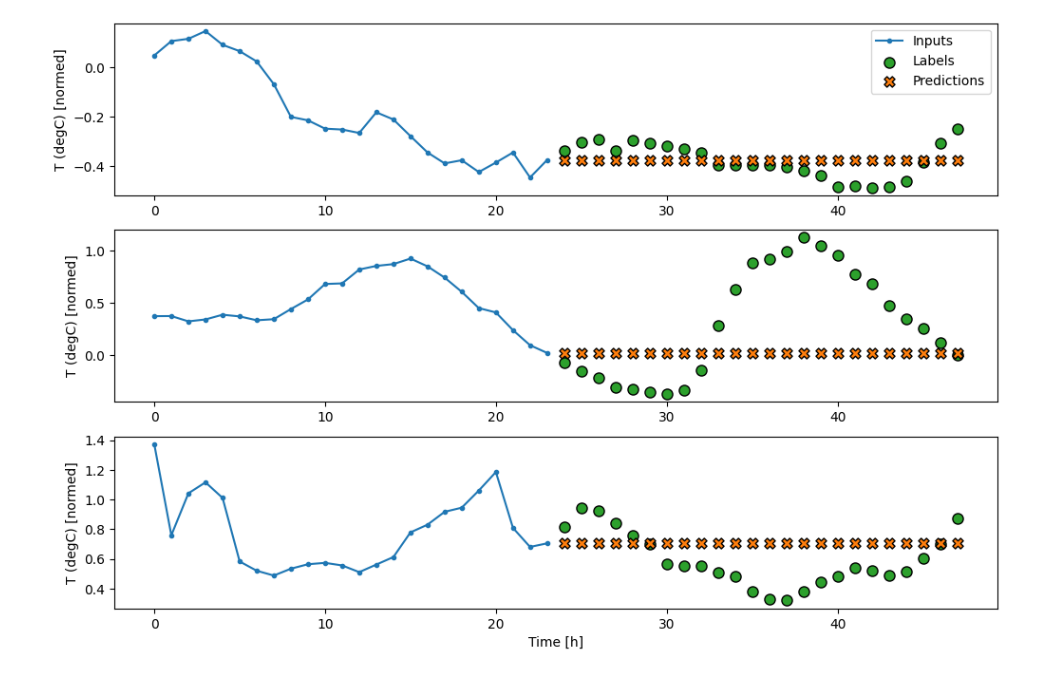 T (degC) [normed]
0.0
−0.2
−0.4
Inputs
Labels
Predictions
0 10 20 30 40
T (degC) [normed]
1.0
0.5
0.0
0 10 20 30 40
T (degC) [normed]
1.4
1.2
1.0
0.8
0.6
0.4
0 10 20 30 40
Time [h]